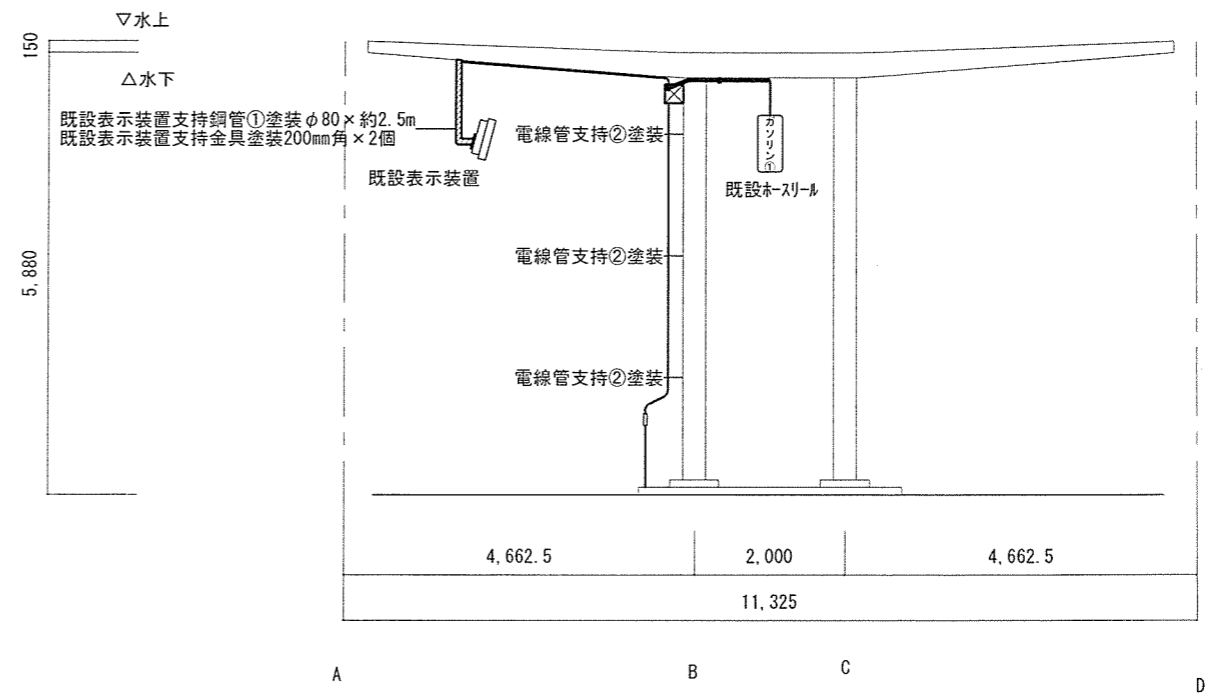 ▽水上
150
△水下
既設表示装置支持鋼管①塗装φ80×約2.5m
既設表示装置支持金具塗装200mm角×2個
既設表示装置
電線管支持②塗装
ガソリン①
既設ホースリール
5,880
電線管支持②塗装
電線管支持②塗装
4,662.5
2,000
4,662.5
11,325
A
B
C
D